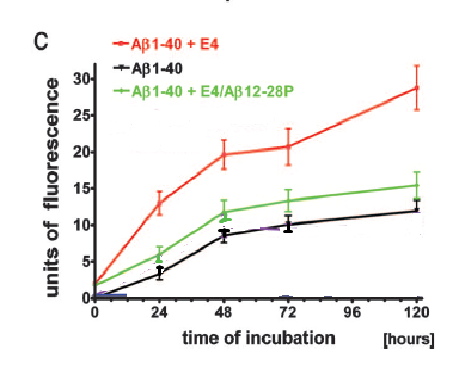 C
Aβ1-40 + E4
Aβ1-40
Aβ1-40 + E4/Aβ12-28P
units of fluorescence
30
25
20
15
10
5
0
0 24 48 72 96 120
time of incubation [hours]